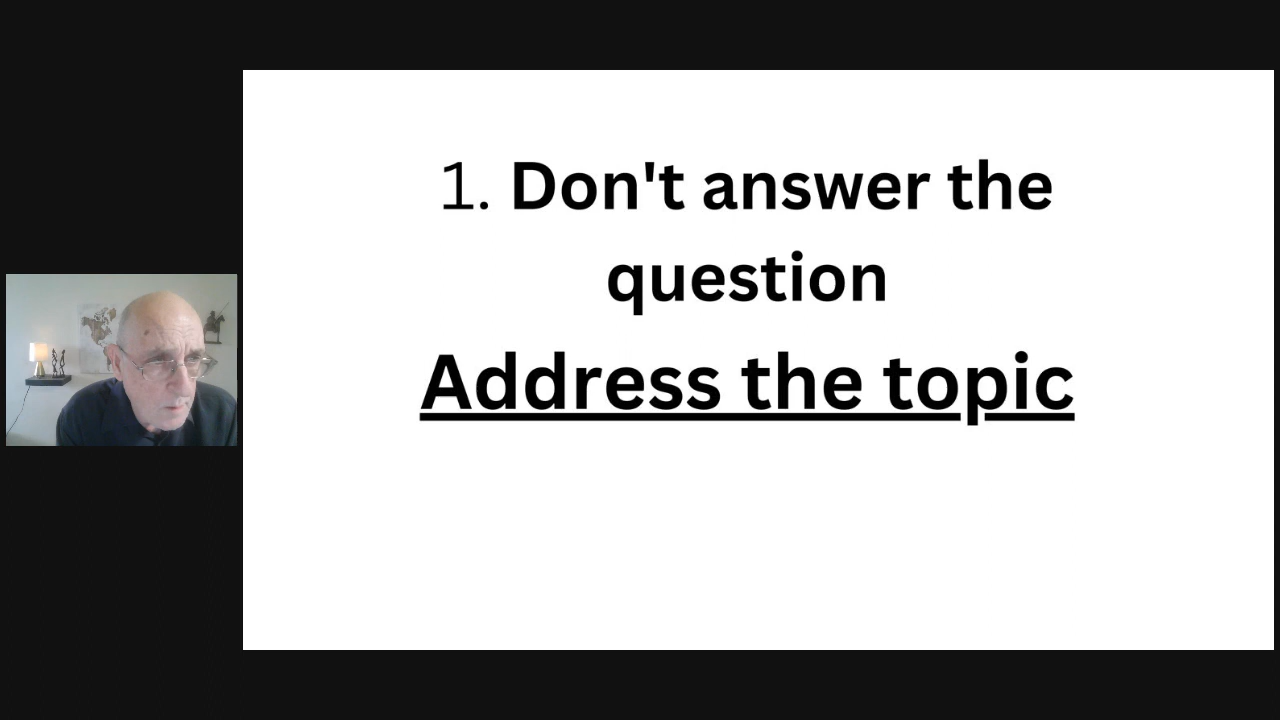 1. Don't answer the
question
Address the topic